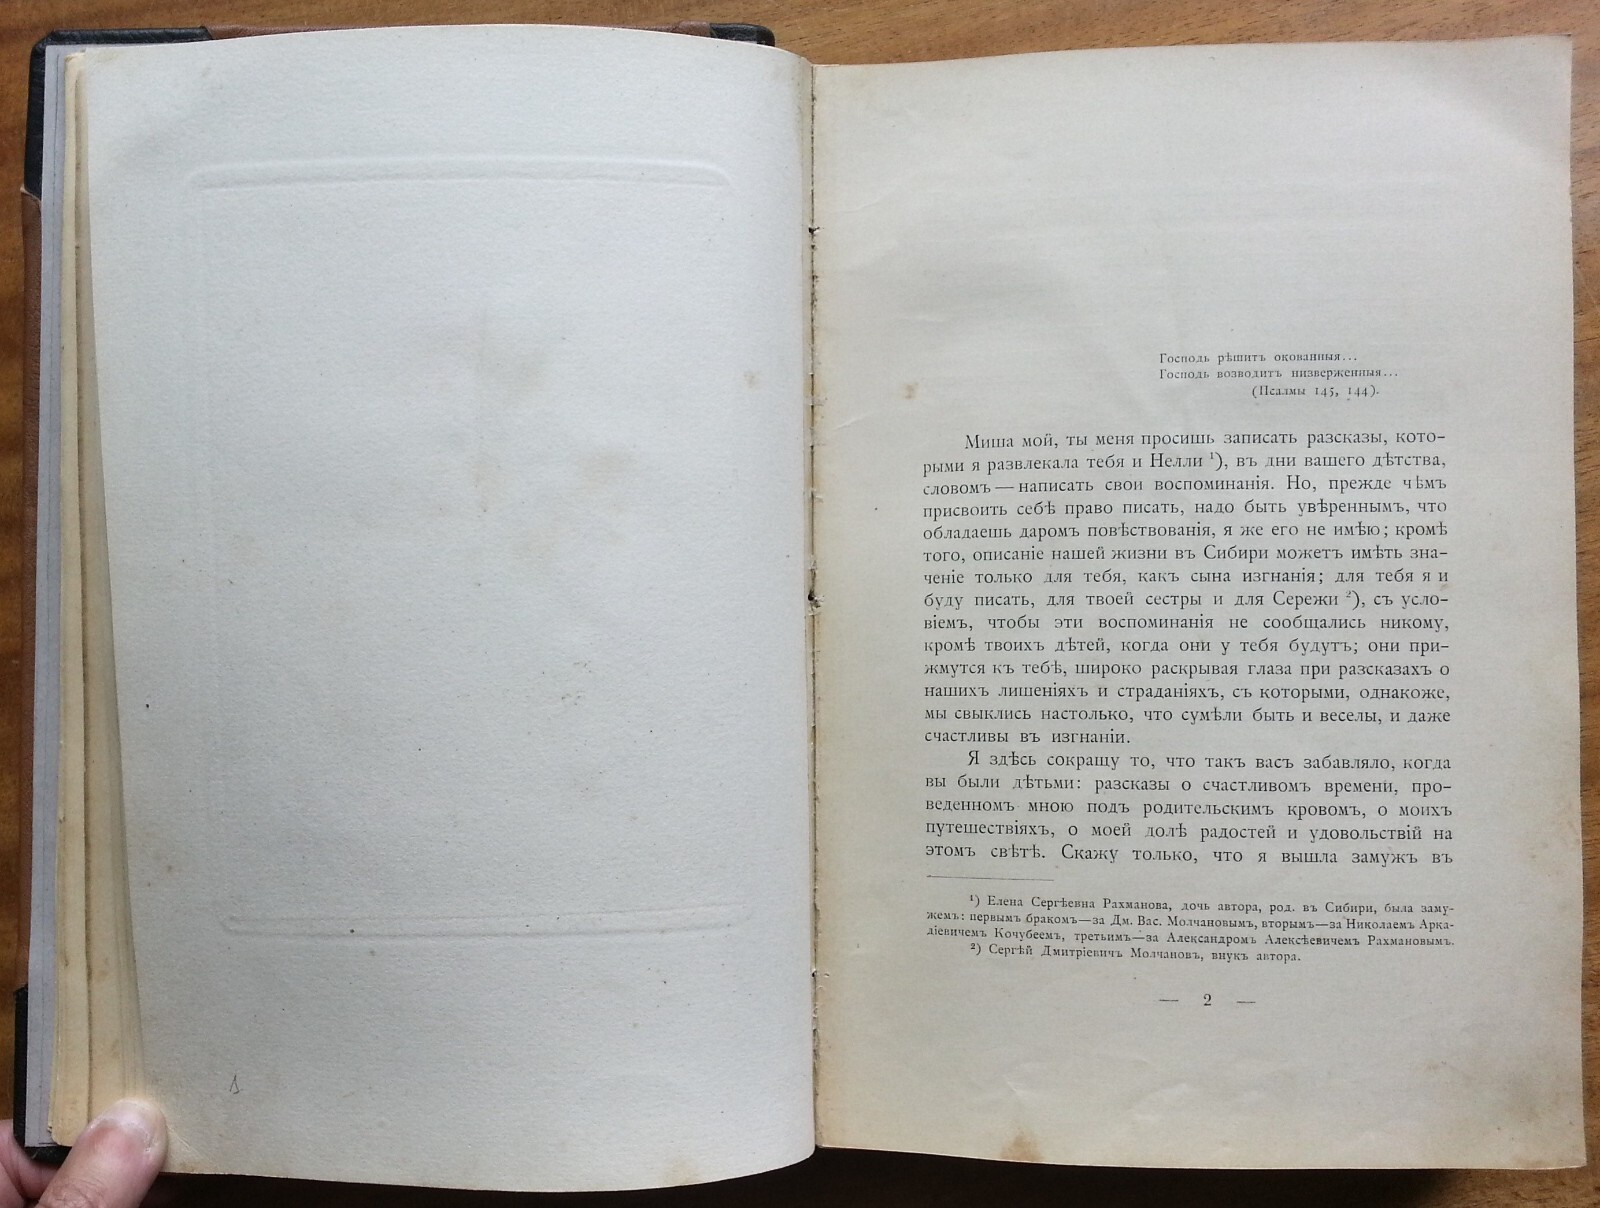 Господь рѣшитъ окованныя...
Господь возводитъ низверженныя...
(Псалмы 145, 144).
Миша мой, ты меня просишь записать разсказы, кото-
рыми я развлекала тебя и Нелли ¹), въ дни вашего дѣтства,
словомъ — написать свои воспоминанія. Но, прежде чѣмъ
присвоить себѣ право писать, надо быть увѣреннымъ, что
обладаешь даромъ повѣствованія, я же его не имѣю; кромѣ
того, описаніе нашей жизни въ Сибири можетъ имѣть зна-
ченіе только для тебя, какъ сына изгнанія; для тебя я и
буду писать, для твоей сестры и для Сережи ²), съ усло-
віемъ, чтобы эти воспоминанія не сообщались никому,
кромѣ твоихъ дѣтей, когда они у тебя будутъ; они при-
жмутся къ тебѣ, широко раскрывая глаза при разсказахъ о
нашихъ лишеніяхъ и страданіяхъ, съ которыми, однакоже,
мы свыклись настолько, что сумѣли быть и веселы, и даже
счастливы въ изгнаніи.
Я здѣсь сокращу то, что такъ васъ забавляло, когда
вы были дѣтьми: разсказы о счастливомъ времени, про-
веденномъ мною подъ родительскимъ кровомъ, о моихъ
путешествіяхъ, о моей долѣ радостей и удовольствій на
этомъ свѣтѣ. Скажу только, что я вышла замужъ въ
¹) Елена Сергѣевна Рахманова, дочь автора, род. въ Сибири, была заму-
жемъ: первымъ бракомъ—за Дм. Вас. Молчановымъ, вторымъ—за Николаемъ Арка-
діевичемъ Кочубеемъ, третьимъ—за Александромъ Алексѣевичемъ Рахмановымъ.
²) Сергѣй Дмитріевичъ Молчановъ, внукъ автора.
— 2 —